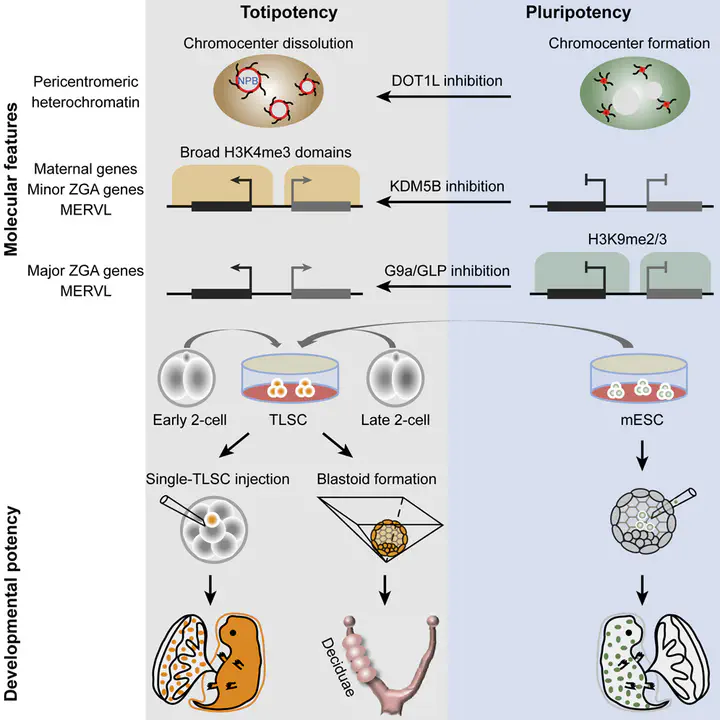 Totipotency
Pluripotency
Molecular features
Chromocenter dissolution
Chromocenter formation
Pericentromeric
heterochromatin
NPB
DOT1L inhibition
Broad H3K4me3 domains
Maternal genes
Minor ZGA genes
MERVL
KDM5B inhibition
H3K9me2/3
Major ZGA genes
MERVL
G9a/GLP inhibition
Early 2-cell
TLSC
Late 2-cell
mESC
Developmental potency
Single-TLSC injection
Blastoid formation
Deciduae